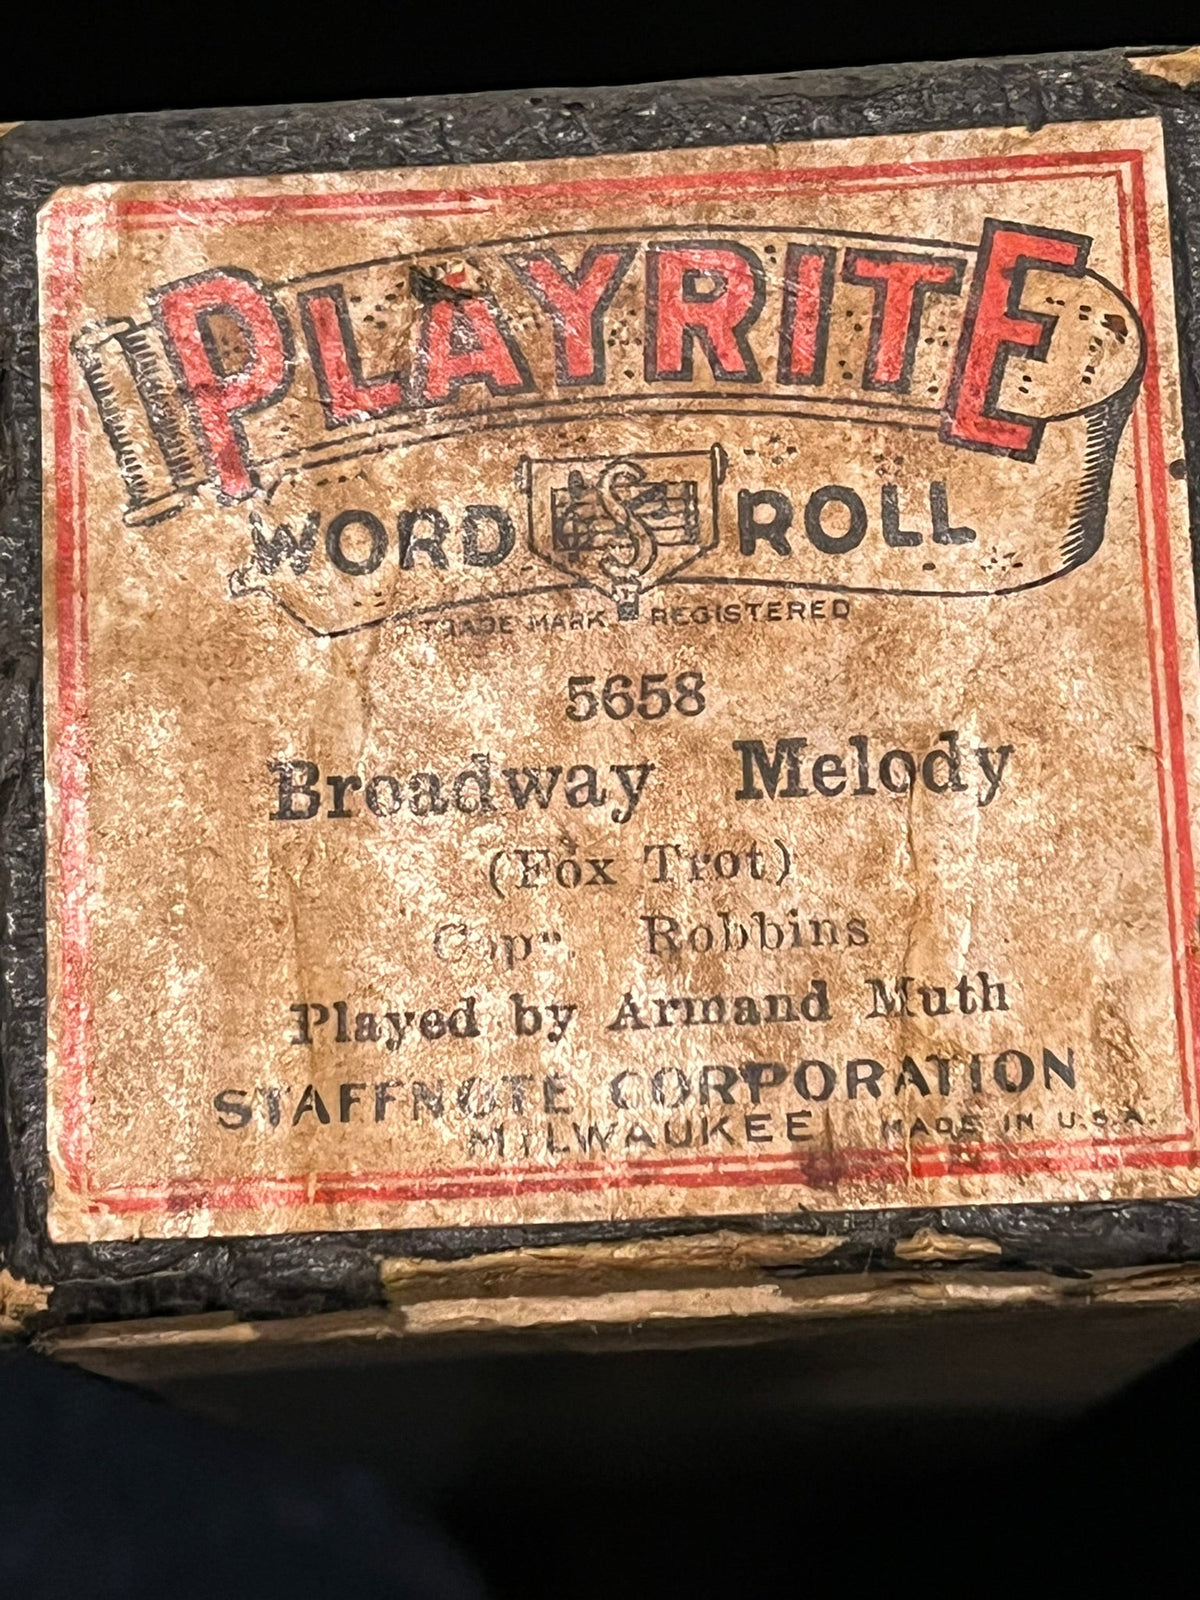 PLAYRITE
WORD S ROLL
TRADE MARK REGISTERED
5658
Broadway Melody
(Fox Trot)
Robbins
Played by Armand Muth
STAFFNOTE CORPORATION
MILWAUKEE MADE IN U.S.A.